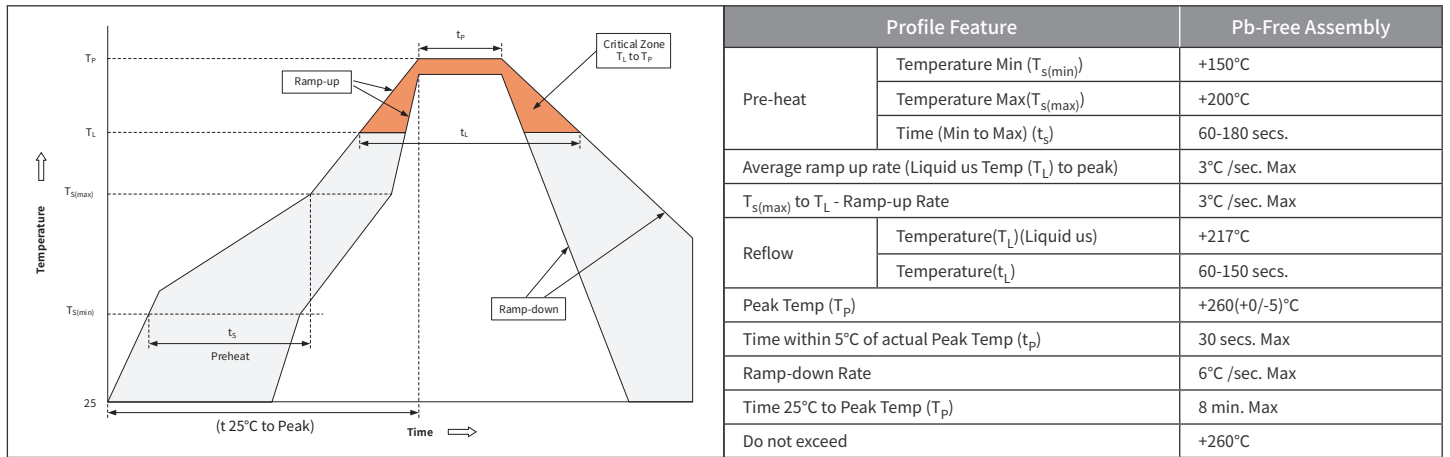 tP
Critical Zone
TL to TP
TP
Ramp-up
TL
tL
TS(max)
Temperature
Ramp-down
TS(min)
tS
Preheat
25
(t 25°C to Peak)
Time
Profile Feature Pb-Free Assembly
Pre-heat
Temperature Min (Ts(min)) +150°C
Temperature Max(Ts(max)) +200°C
Time (Min to Max) (ts) 60-180 secs.
Average ramp up rate (Liquid us Temp (TL) to peak) 3°C /sec. Max
Ts(max) to TL - Ramp-up Rate 3°C /sec. Max
Reflow
Temperature(TL)(Liquid us) +217°C
Temperature(tL) 60-150 secs.
Peak Temp (TP) +260(+0/-5)°C
Time within 5°C of actual Peak Temp (tP) 30 secs. Max
Ramp-down Rate 6°C /sec. Max
Time 25°C to Peak Temp (TP) 8 min. Max
Do not exceed +260°C